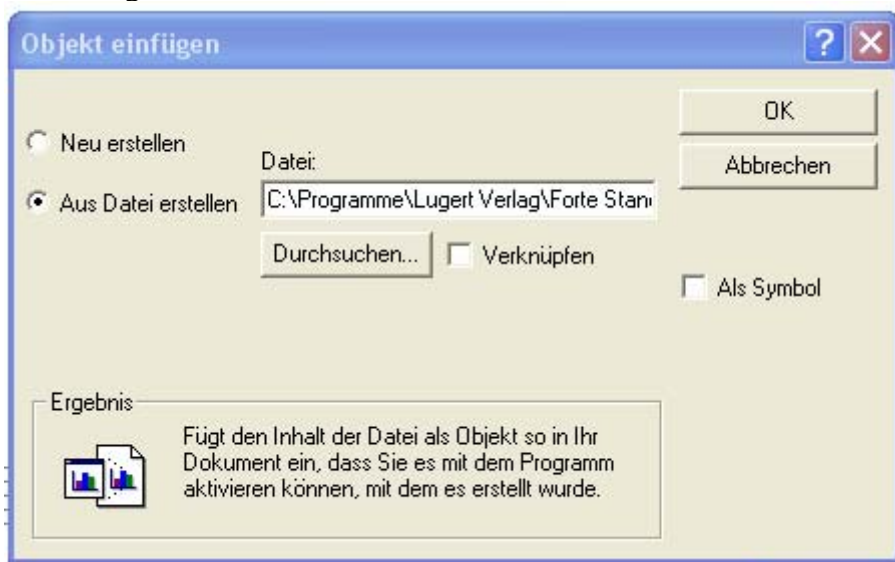 Objekt einfügen
OK
Neu erstellen
Datei:
Abbrechen
Aus Datei erstellen
C:\Programme\Lugert Verlag\Forte Stan
Durchsuchen...
Verknüpfen
Als Symbol
Ergebnis
Fügt den Inhalt der Datei als Objekt so in Ihr
Dokument ein, dass Sie es mit dem Programm
aktivieren können, mit dem es erstellt wurde.